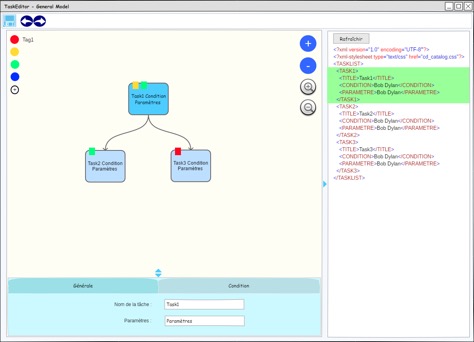 TaskEditor - General Model
Tag1
+
-
Task1 Condition
Paramètres
Task2 Condition
Paramètres
Task3 Condition
Paramètres
Générale
Condition
Nom de la tâche :
Task1
Paramètres :
Paramètres
Rafraîchir
<?xml version="1.0" encoding="UTF-8"?>
<?xml-stylesheet type="text/css" href="cd_catalog.css"?>
<TASKLIST>
<TASK1>
<TITLE>Task1</TITLE>
<CONDITION>Bob Dylan</CONDITION>
<PARAMETRE>Bob Dylan</PARAMETRE>
</TASK1>
<TASK2>
<TITLE>Task2</TITLE>
<CONDITION>Bob Dylan</CONDITION>
<PARAMETRE>Bob Dylan</PARAMETRE>
</TASK2>
<TASK3>
<TITLE>Task3</TITLE>
<CONDITION>Bob Dylan</CONDITION>
<PARAMETRE>Bob Dylan</PARAMETRE>
</TASK3>
</TASKLIST>